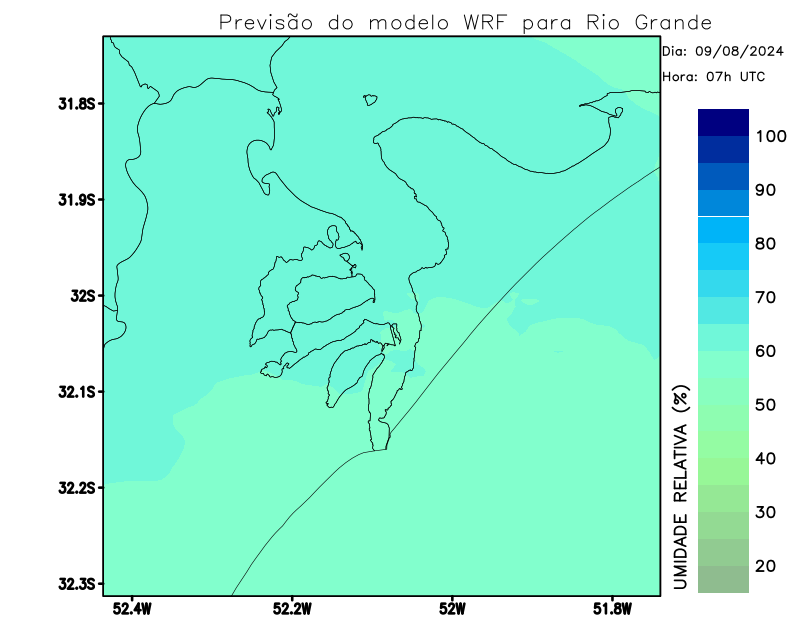 Previsão do modelo WRF para Rio Grande
Dia: 09/08/2024
Hora: 07h UTC
31.8S
31.9S
32S
32.1S
32.2S
32.3S
52.4W
52.2W
52W
51.8W
100
90
80
70
60
50
40
30
20
UMIDADE RELATIVA (%)